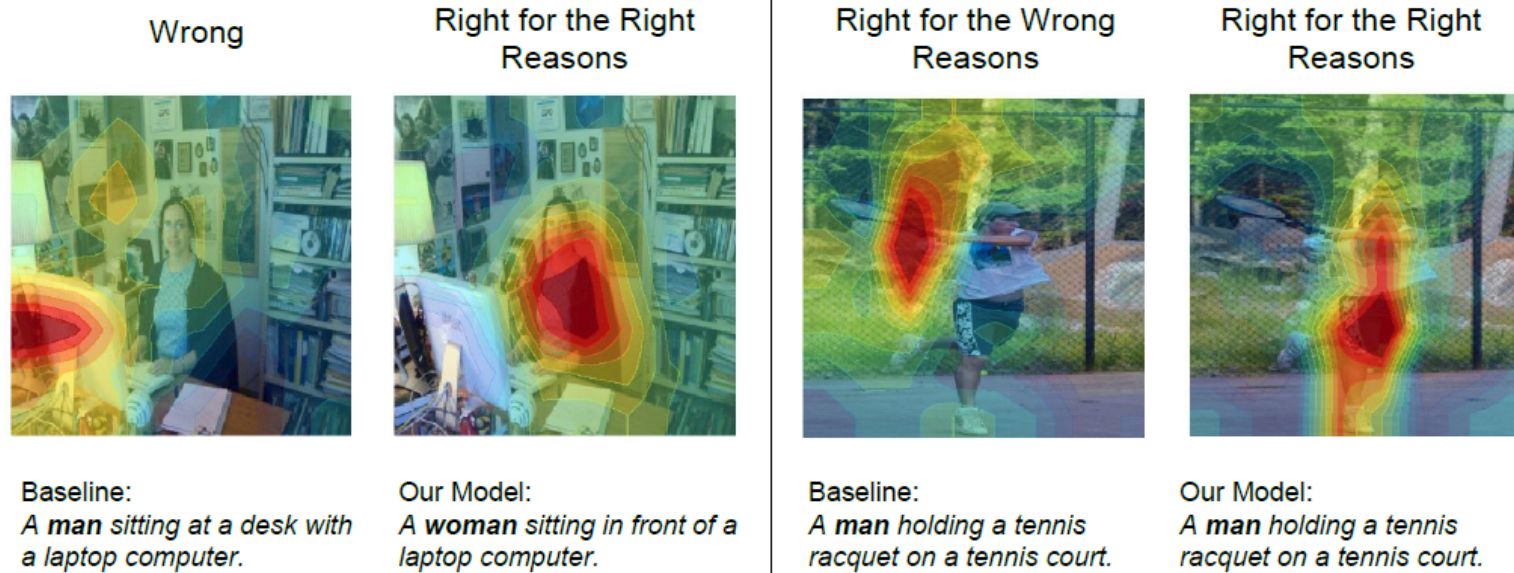 Wrong
Right for the Right
Reasons
Right for the Wrong
Reasons
Right for the Right
Reasons
Baseline:
A man sitting at a desk with
a laptop computer.
Our Model:
A woman sitting in front of a
laptop computer.
Baseline:
A man holding a tennis
racquet on a tennis court.
Our Model:
A man holding a tennis
racquet on a tennis court.